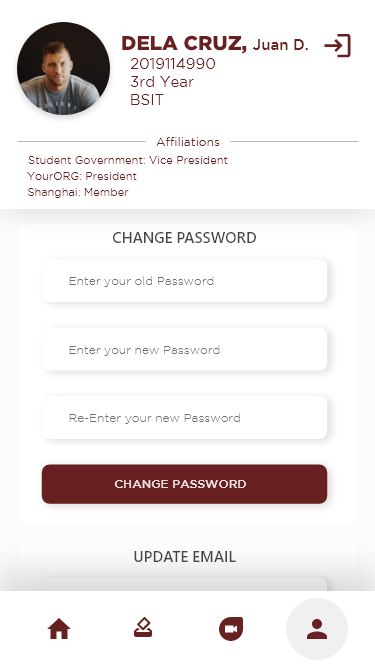 DELA CRUZ, Juan D.
2019114990
3rd Year
BSIT
Affiliations
Student Government: Vice President
YourORG: President
Shanghai: Member
CHANGE PASSWORD
Enter your old Password
Enter your new Password
Re-Enter your new Password
CHANGE PASSWORD
UPDATE EMAIL